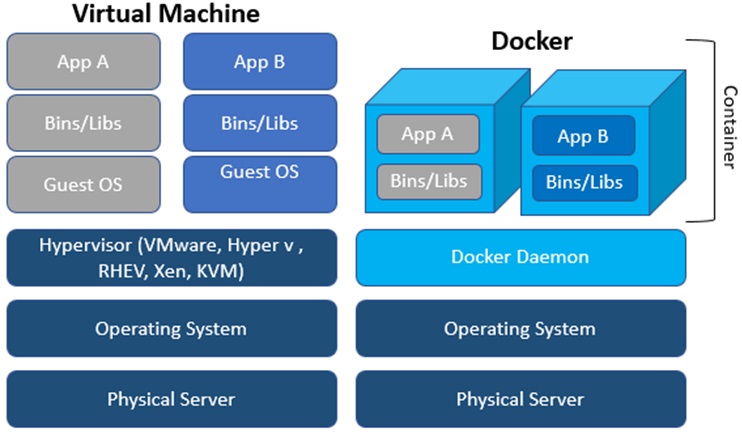 Virtual Machine
App A
App B
Bins/Libs
Bins/Libs
Guest OS
Guest OS
Hypervisor (VMware, Hyper v ,
RHEV, Xen, KVM)
Operating System
Physical Server
Docker
App A
Bins/Libs
App B
Bins/Libs
Container
Docker Daemon
Operating System
Physical Server